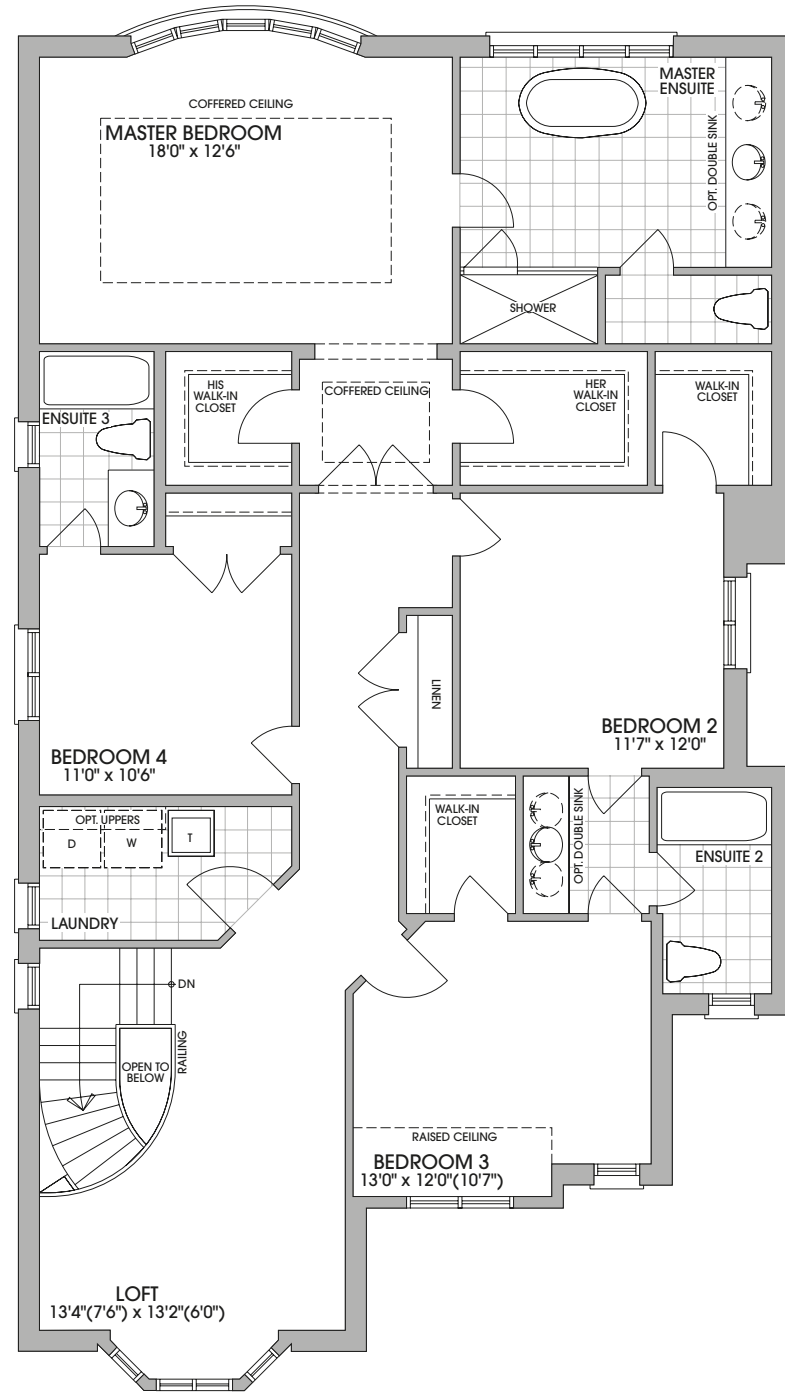 COFFERED CEILING
MASTER BEDROOM
18'0" x 12'6"
MASTER
ENSUITE
OPT. DOUBLE SINK
SHOWER
ENSUITE 3
HIS
WALK-IN
CLOSET
COFFERED CEILING
HER
WALK-IN
CLOSET
WALK-IN
CLOSET
LINEN
BEDROOM 4
11'0" x 10'6"
BEDROOM 2
11'7" x 12'0"
OPT. UPPERS
D
W
T
LAUNDRY
WALK-IN
CLOSET
OPT. DOUBLE SINK
ENSUITE 2
DN
RAILING
OPEN TO
BELOW
RAISED CEILING
BEDROOM 3
13'0" x 12'0"(10'7")
LOFT
13'4"(7'6") x 13'2"(6'0")